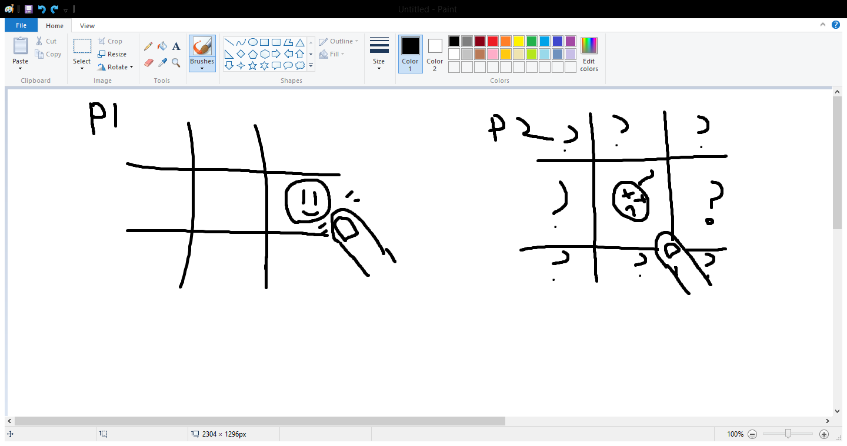 Untitled - Paint
File Home View
Paste Cut Copy Select Crop Resize Rotate A Brushes Outline Fill Size Color 1 Color 2 Edit colors
Clipboard Image Tools Shapes Colors
P1
P2 ? ? ?
? ?
? ? ?
2304 × 1296px 100%